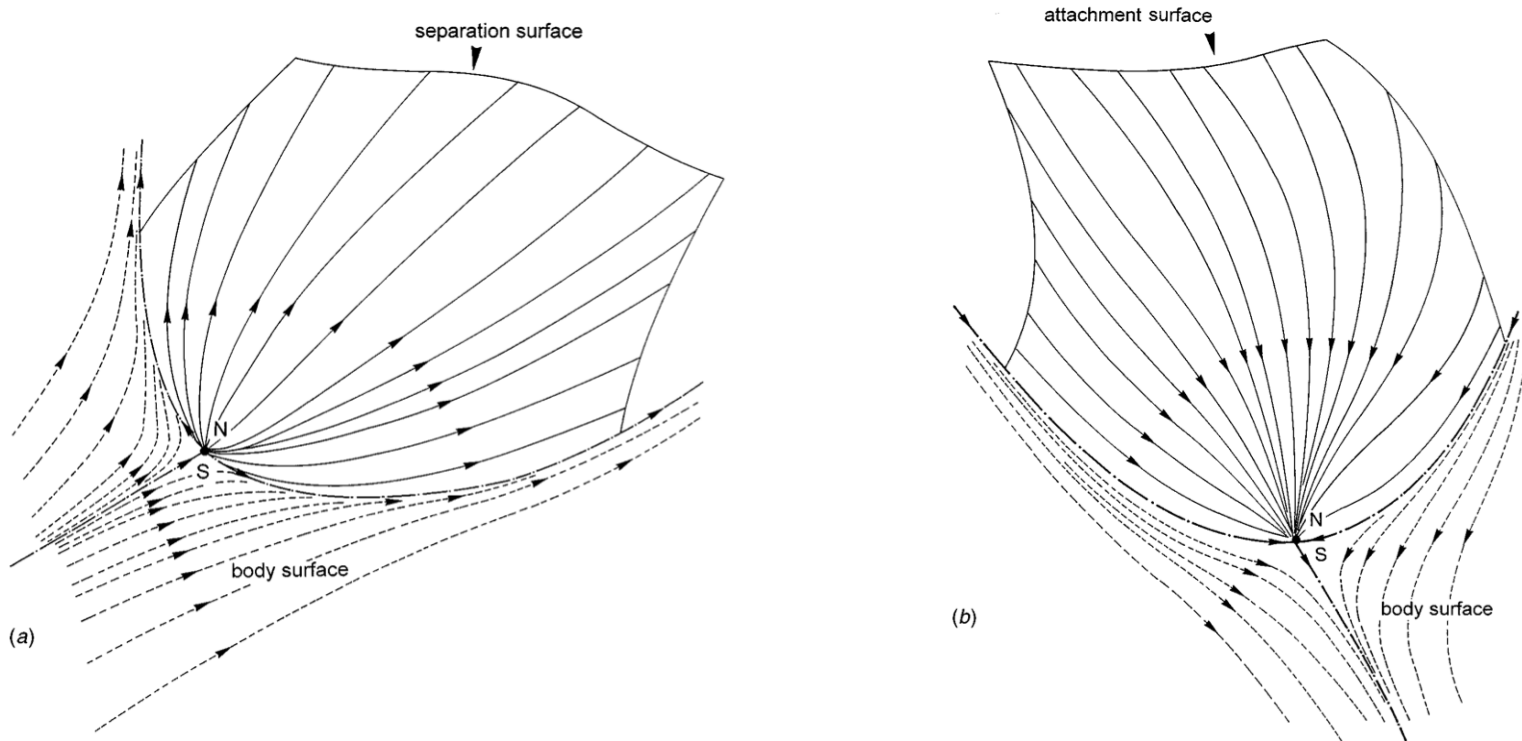 separation surface
N
S
body surface
(a)
attachment surface
N
S
body surface
(b)